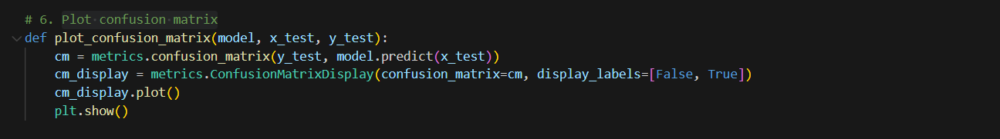 # 6. Plot confusion matrix
def plot_confusion_matrix(model, x_test, y_test):
    cm = metrics.confusion_matrix(y_test, model.predict(x_test))
    cm_display = metrics.ConfusionMatrixDisplay(confusion_matrix=cm, display_labels=[False, True])
    cm_display.plot()
    plt.show()